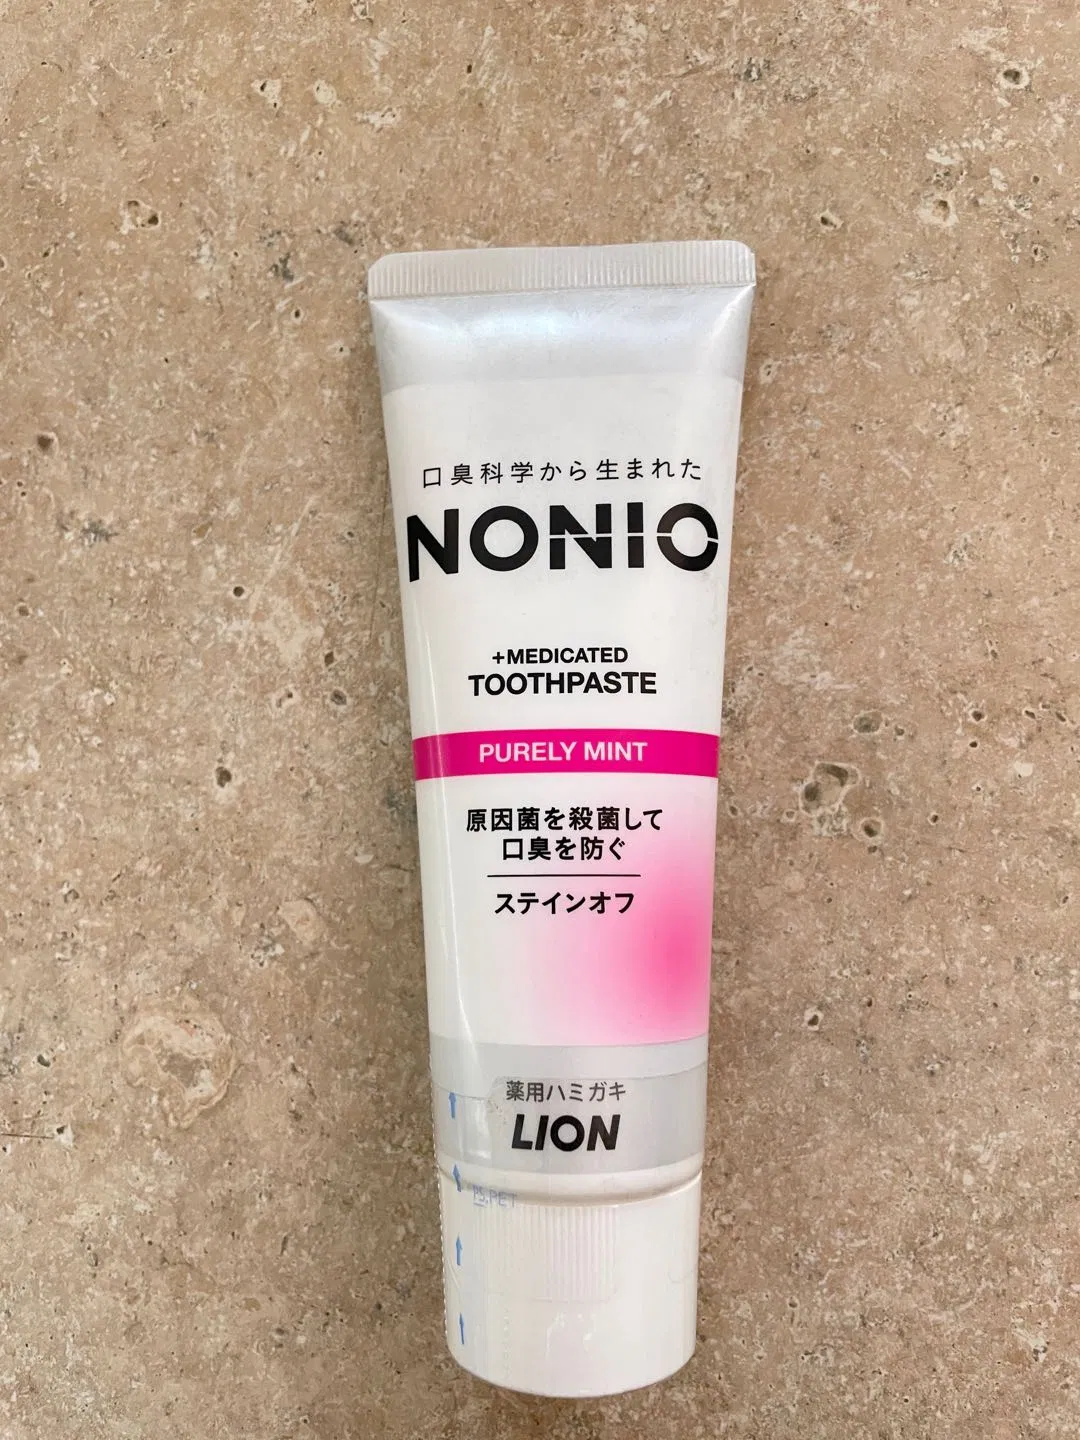 口臭科学から生まれた
NONIO
+MEDICATED
TOOTHPASTE
PURELY MINT
原因菌を殺菌して
口臭を防ぐ
ステインオフ
薬用ハミガキ
LION
PS,PET